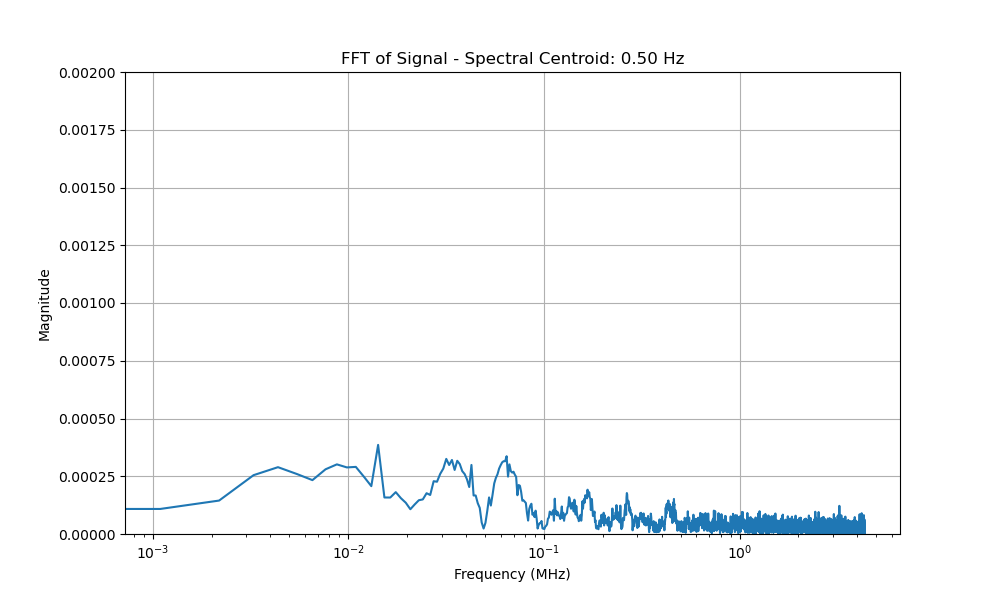 FFT of Signal - Spectral Centroid: 0.50 Hz
0.00200
0.00175
0.00150
0.00125
0.00100
0.00075
0.00050
0.00025
0.00000
Magnitude
10⁻³ 10⁻² 10⁻¹ 10⁰
Frequency (MHz)